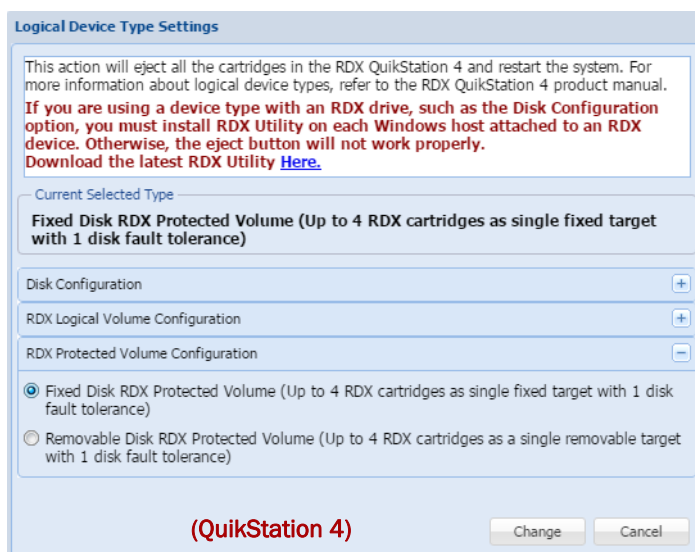 Logical Device Type Settings
This action will eject all the cartridges in the RDX QuikStation 4 and restart the system. For
more information about logical device types, refer to the RDX QuikStation 4 product manual.
If you are using a device type with an RDX drive, such as the Disk Configuration
option, you must install RDX Utility on each Windows host attached to an RDX
device. Otherwise, the eject button will not work properly.
Download the latest RDX Utility Here.
Current Selected Type
Fixed Disk RDX Protected Volume (Up to 4 RDX cartridges as single fixed target
with 1 disk fault tolerance)
Disk Configuration
RDX Logical Volume Configuration
RDX Protected Volume Configuration
Fixed Disk RDX Protected Volume (Up to 4 RDX cartridges as single fixed target with 1 disk
fault tolerance)
Removable Disk RDX Protected Volume (Up to 4 RDX cartridges as a single removable target
with 1 disk fault tolerance)
(QuikStation 4)
Change Cancel